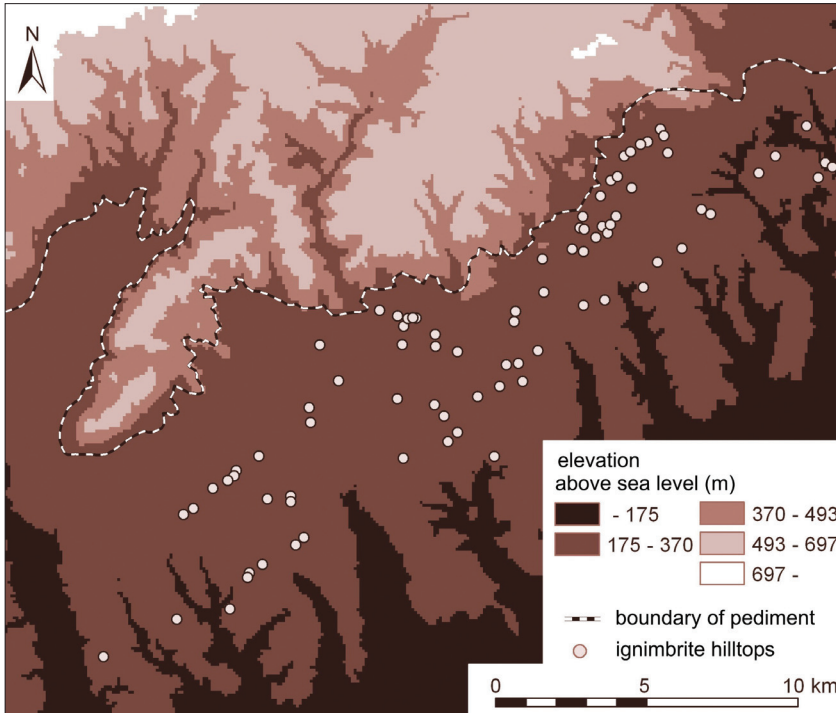 N
elevation
above sea level (m)
- 175
370 - 493
175 - 370
493 - 697
697 -
boundary of pediment
ignimbrite hilltops
0 5 10 km